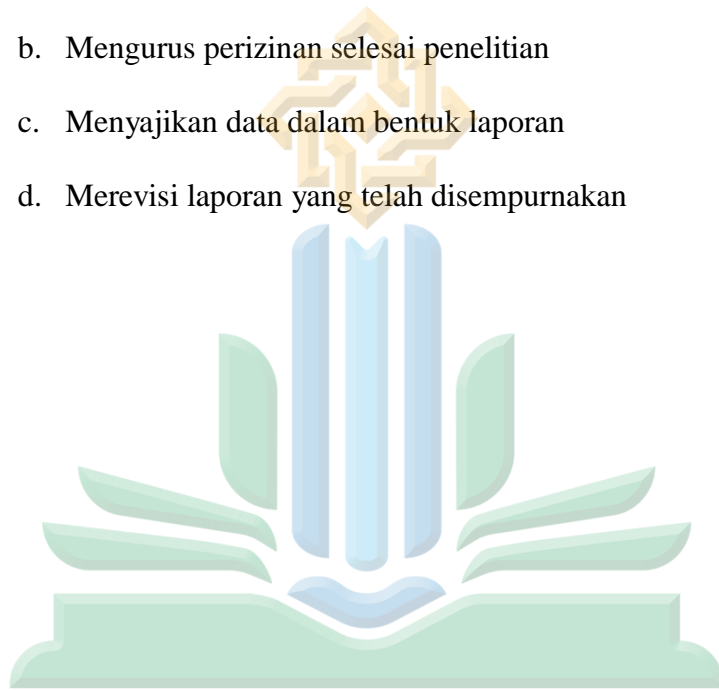 b. Mengurus perizinan selesai penelitian
c. Menyajikan data dalam bentuk laporan
d. Merevisi laporan yang telah disempurnakan